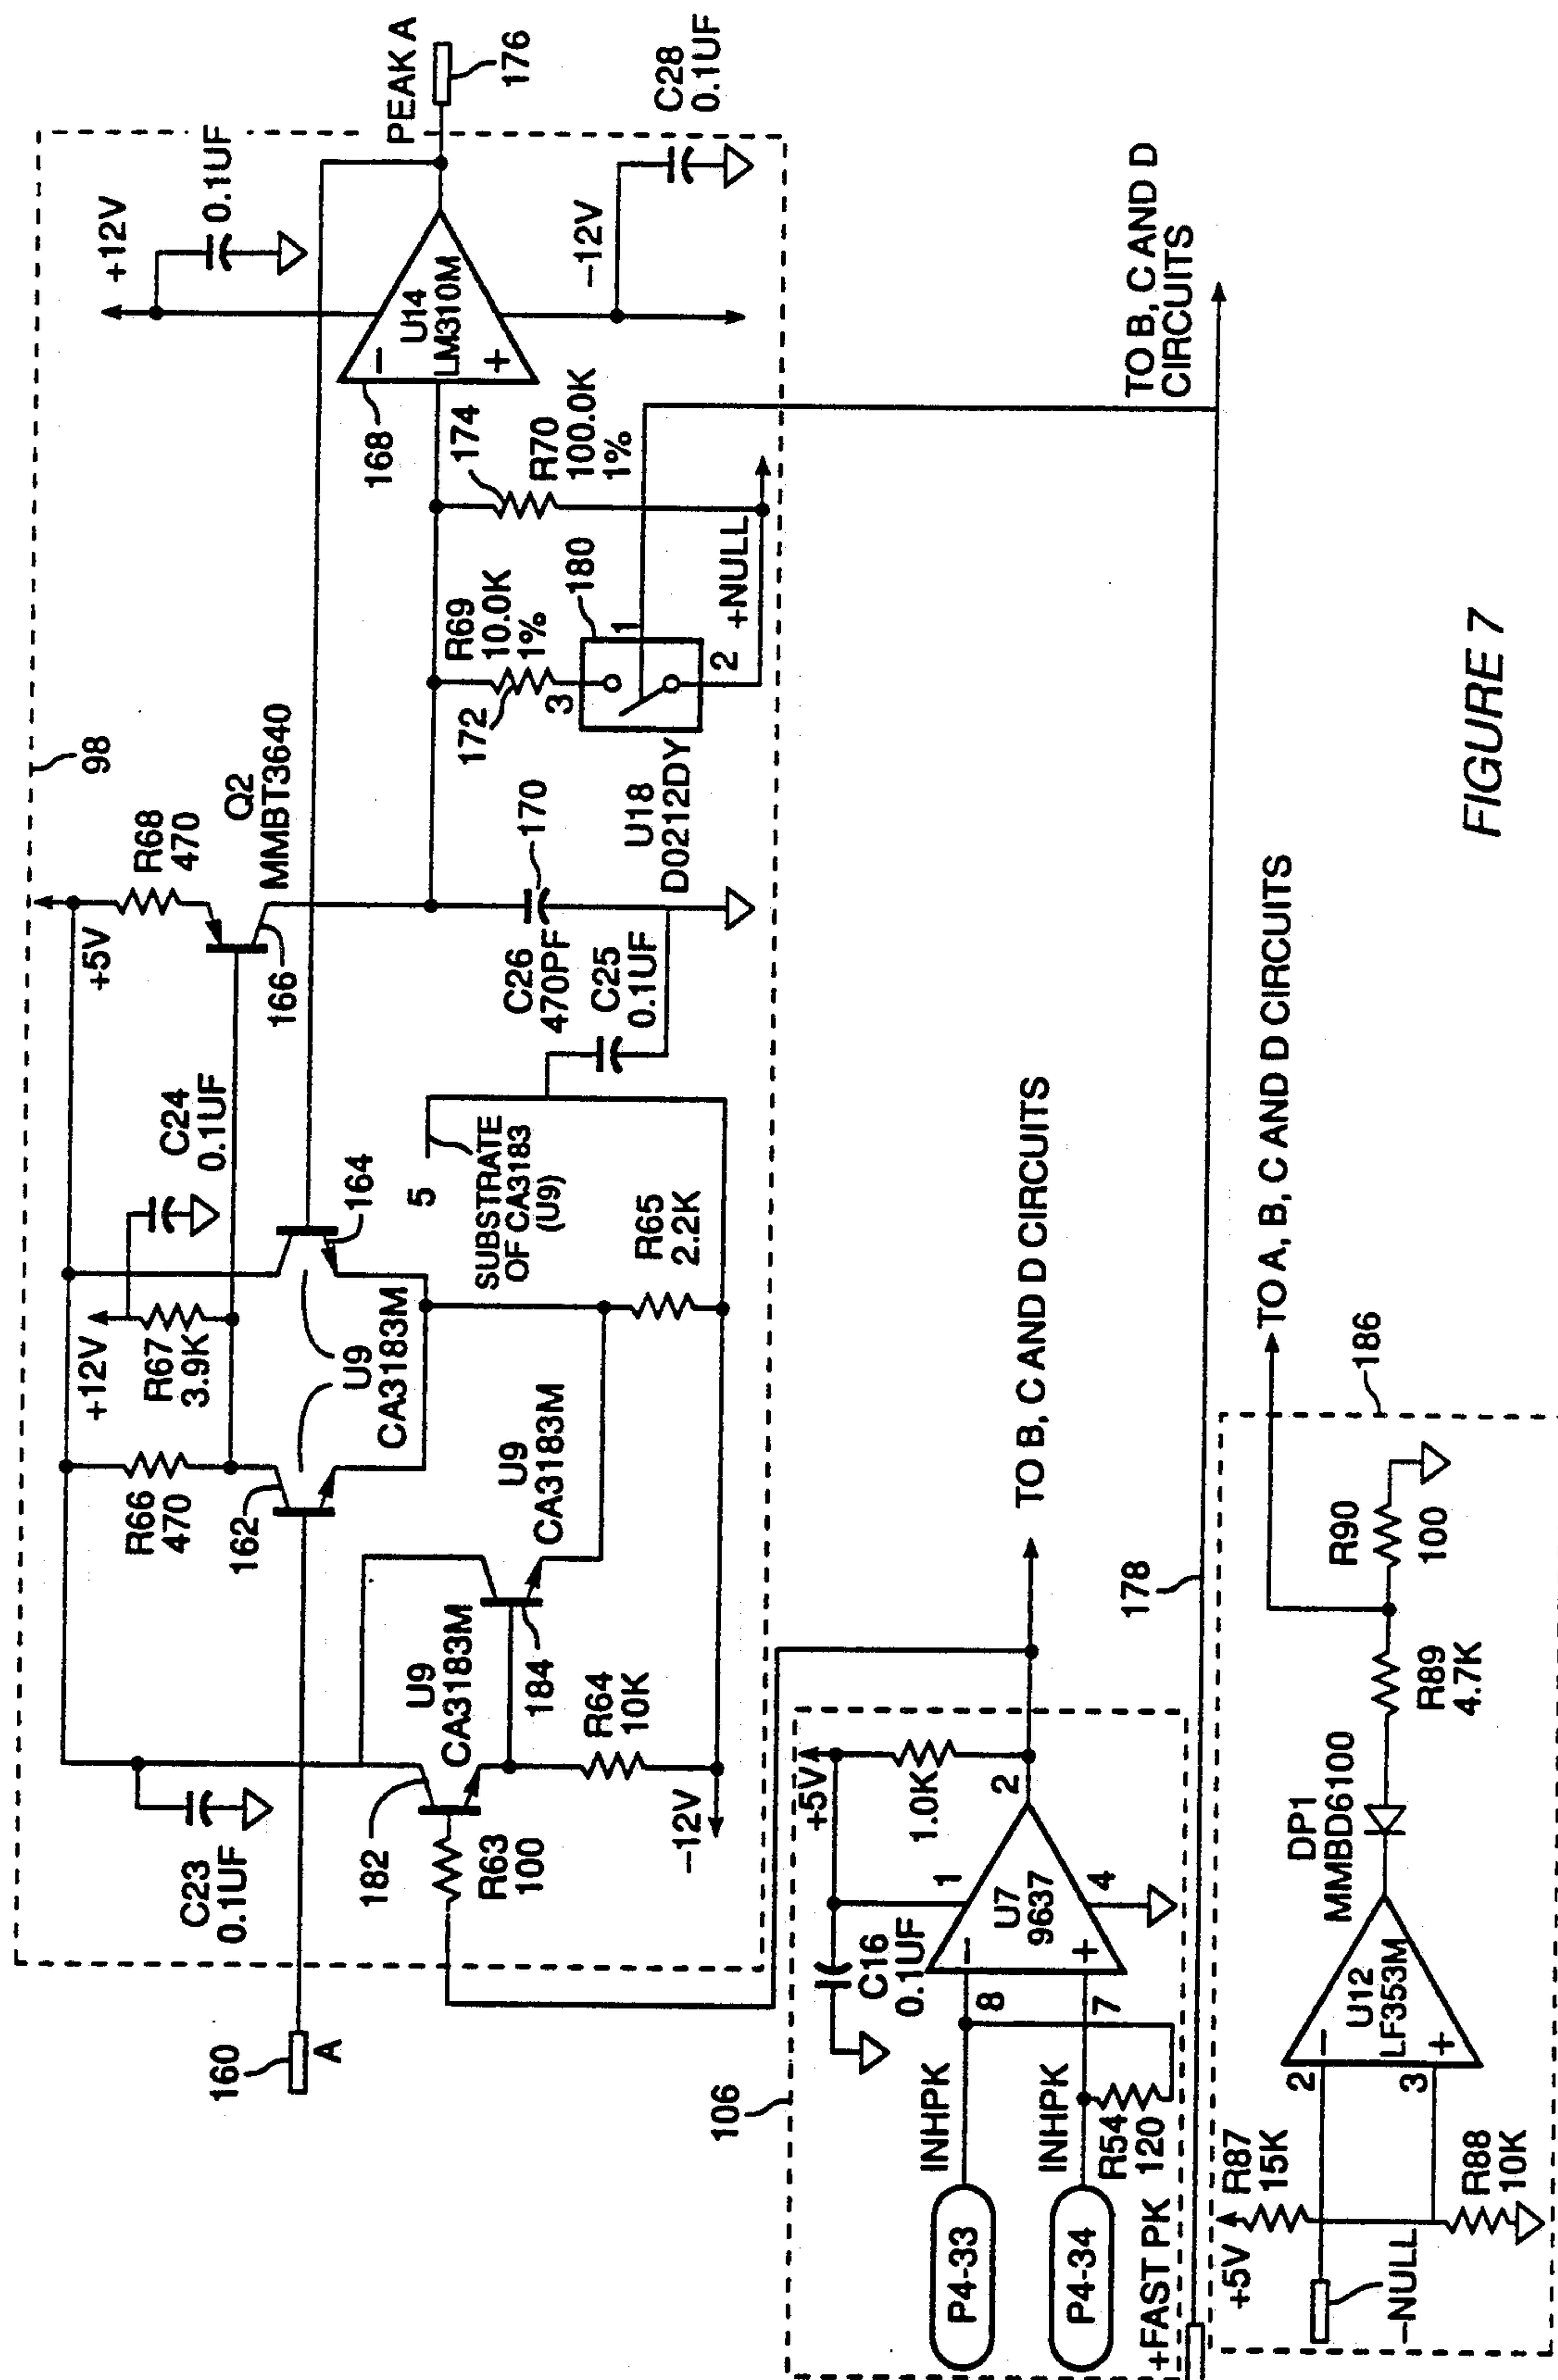 98
+12V
0.1UF
PEAK A
176
C28
0.1UF
-12V
U14
LM310M
-
+
168
174
R70
100.0K
1%
R69
10.0K
1%
172
180
1
3
2
+NULL
U18
D0212DY
+5V
R68
470
Q2
MMBT3640
166
170
C26
470PF
C25
0.1UF
C24
0.1UF
+12V
R67
3.9K
164
U9
CA3183M
5
SUBSTRATE
OF CA3183
(U9)
R65
2.2K
R66
470
162
U9
CA3183M
184
U9
CA3183M
R64
10K
-12V
182
R63
100
C23
0.1UF
160
A
TO B, C AND D
CIRCUITS
TO B, C AND D CIRCUITS
178
106
+5V
1.0K
2
1
U7
9637
4
-
+
C16
0.1UF
8
7
INHPK
INHPK
R54
120
P4-33
P4-34
+FAST PK
TO A, B, C AND D CIRCUITS
186
R90
100
R89
4.7K
DP1
MMBD6100
U12
LF353M
-
+
2
3
R87
15K
+5V
R88
10K
-NULL
FIGURE 7